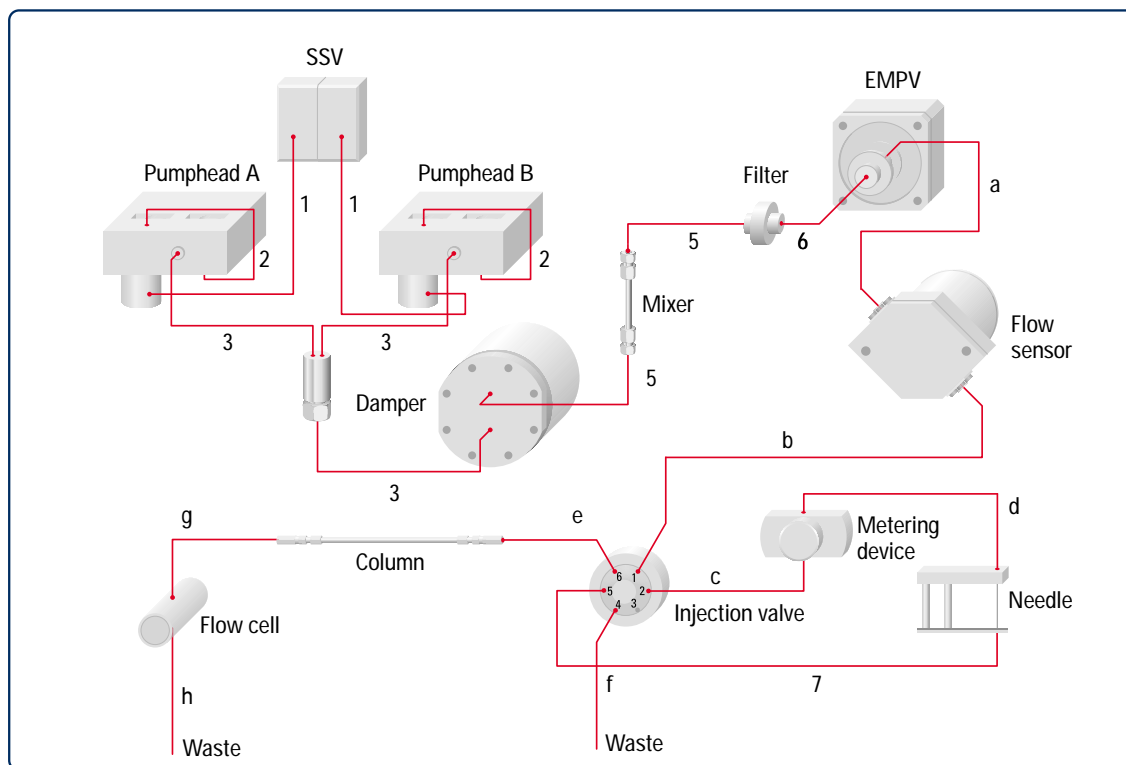 SSV
EMPV
Pumphead A
Pumphead B
Filter
1
1
a
2
2
5
6
Mixer
3
3
Flow
sensor
5
Damper
b
3
g
e
d
Metering
device
Column
c
6
1
5
2
4
3
Injection valve
Needle
Flow cell
f
7
h
Waste
Waste